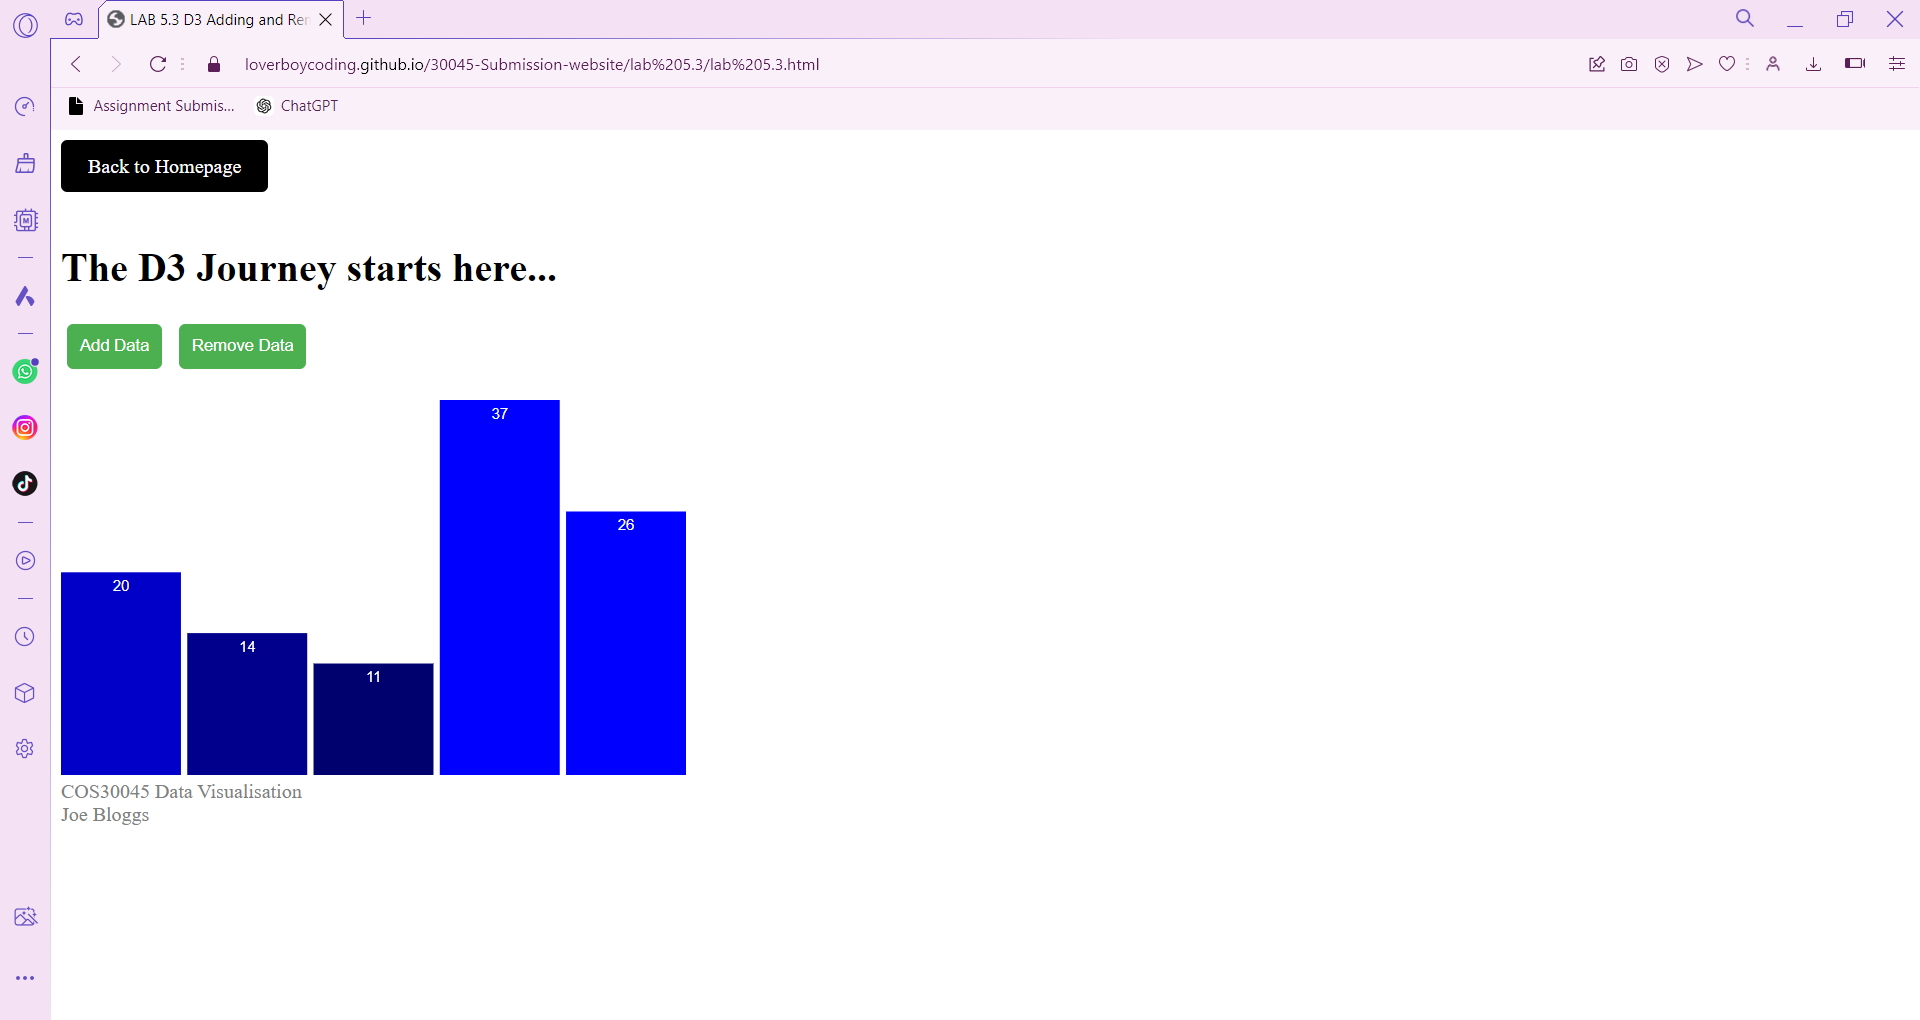 LAB 5.3 D3 Adding and Rer
loverboycoding.github.io/30045-Submission-website/lab%205.3/lab%205.3.html
Assignment Submis... ChatGPT
Back to Homepage
The D3 Journey starts here...
Add Data Remove Data
37
26
20
14
11
COS30045 Data Visualisation
Joe Bloggs